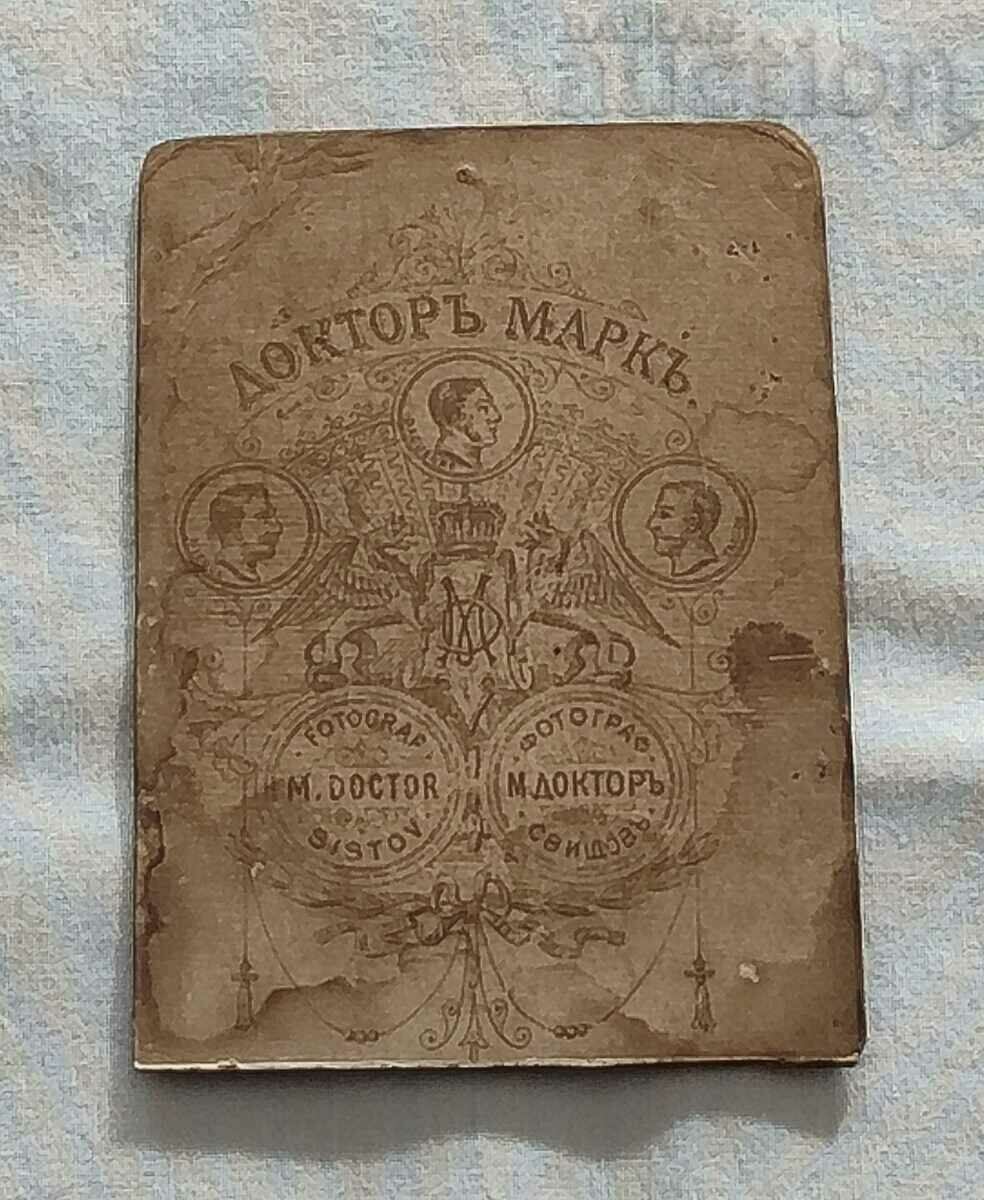 ДОКТОРЪ МАРКЪ.
FOTOGRAF
M. DOCTOR
SISTOV.
ФОТОГРАФ
М. ДОКТОРЪ
СВИЩОВЪ